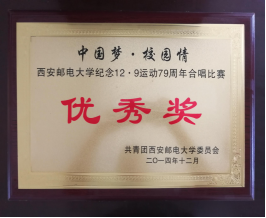 中国梦·校园情
西安邮电大学纪念12·9运动79周年合唱比赛
优秀奖
共青团西安邮电大学委员会
二〇一四年十二月